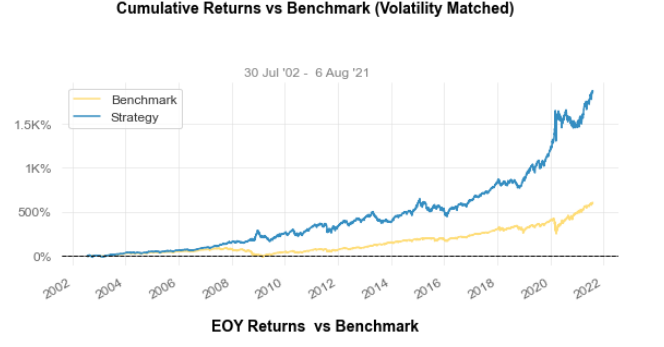 Cumulative Returns vs Benchmark (Volatility Matched)
30 Jul '02 - 6 Aug '21
Benchmark
Strategy
1.5K%
1K%
500%
0%
2002 2004 2006 2008 2010 2012 2014 2016 2018 2020 2022
EOY Returns vs Benchmark